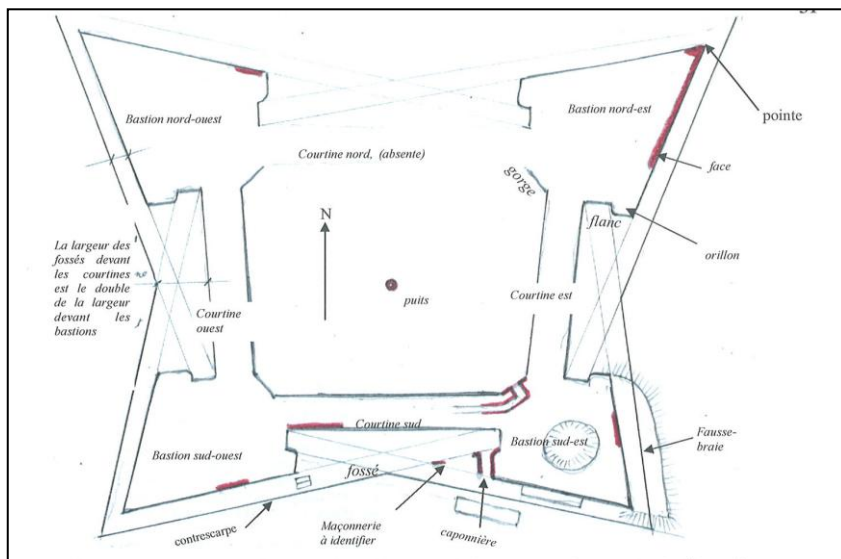 Bastion nord-ouest
Bastion nord-est
pointe
Courtine nord, (absente)
gorge
face
N
flanc
orillon
La largeur des
fossés devant
les courtines
est le double
de la largeur
devant les
bastions
puits
Courtine est
Courtine
ouest
Courtine sud
Bastion sud-ouest
Bastion sud-est
Fausse-
braie
fossé
contrescarpe
Maçonnerie
à identifier
caponnière